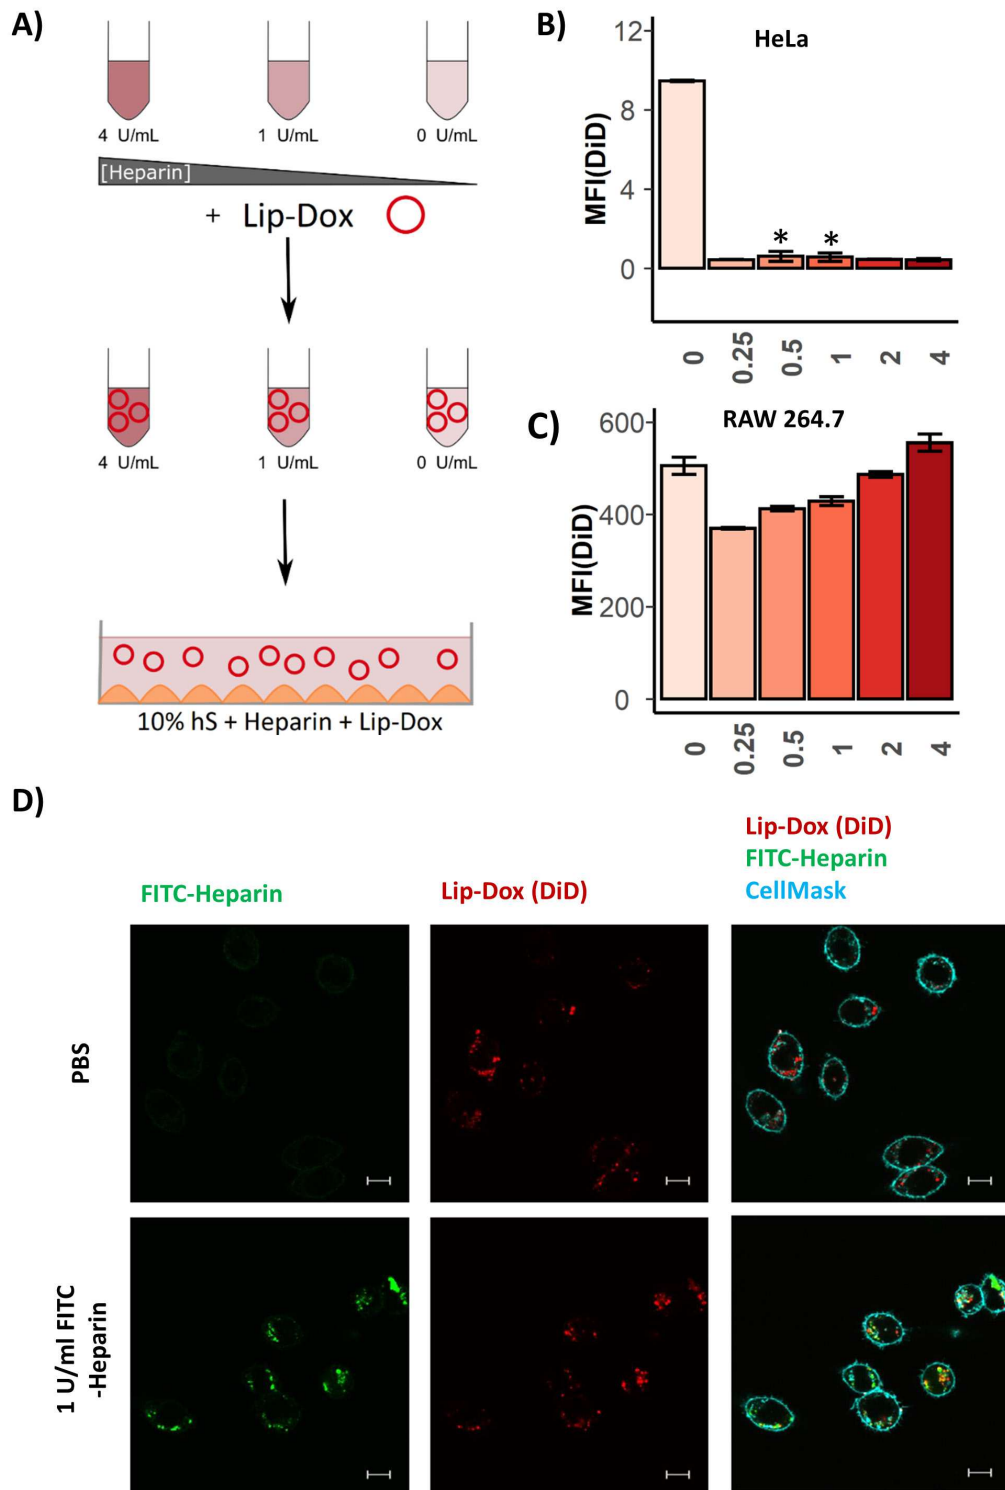 A)
4 U/mL
1 U/mL
0 U/mL
[Heparin]
+ Lip-Dox
4 U/mL
1 U/mL
0 U/mL
10% hS + Heparin + Lip-Dox
B)
HeLa
MFI(DiD)
12
8
4
0
* *
0 0.25 0.5 1 2 4
C)
RAW 264.7
MFI(DiD)
600
400
200
0
0 0.25 0.5 1 2 4
D)
FITC-Heparin
Lip-Dox (DiD)
Lip-Dox (DiD)
FITC-Heparin
CellMask
PBS
1 U/ml FITC
-Heparin